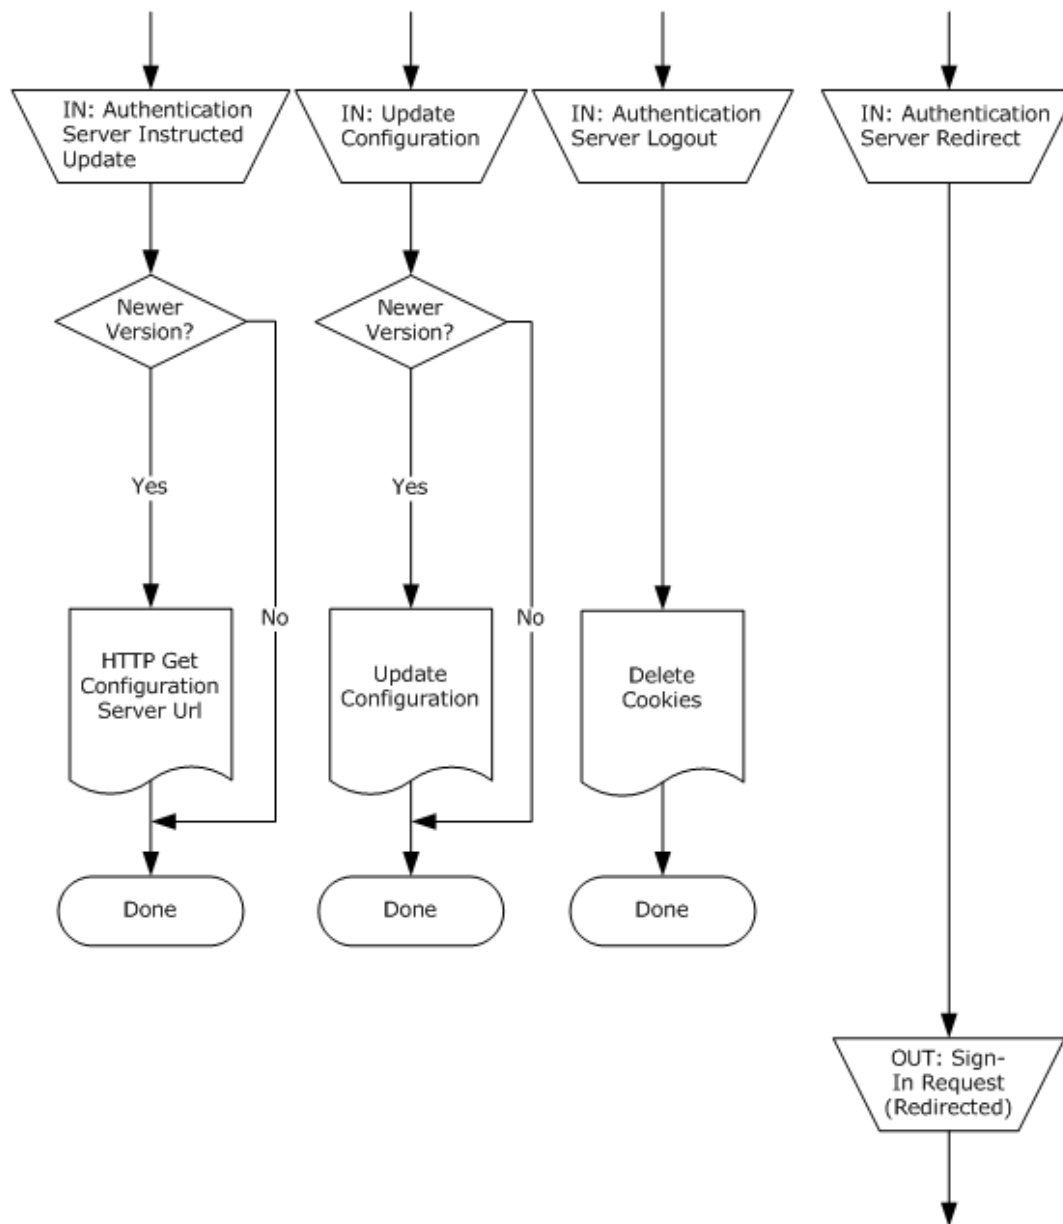 IN: Authentication
Server Instructed
Update
IN: Update
Configuration
IN: Authentication
Server Logout
IN: Authentication
Server Redirect
Newer
Version?
Newer
Version?
Yes
Yes
No
No
HTTP Get
Configuration
Server Url
Update
Configuration
Delete
Cookies
Done
Done
Done
OUT: Sign-
In Request
(Redirected)